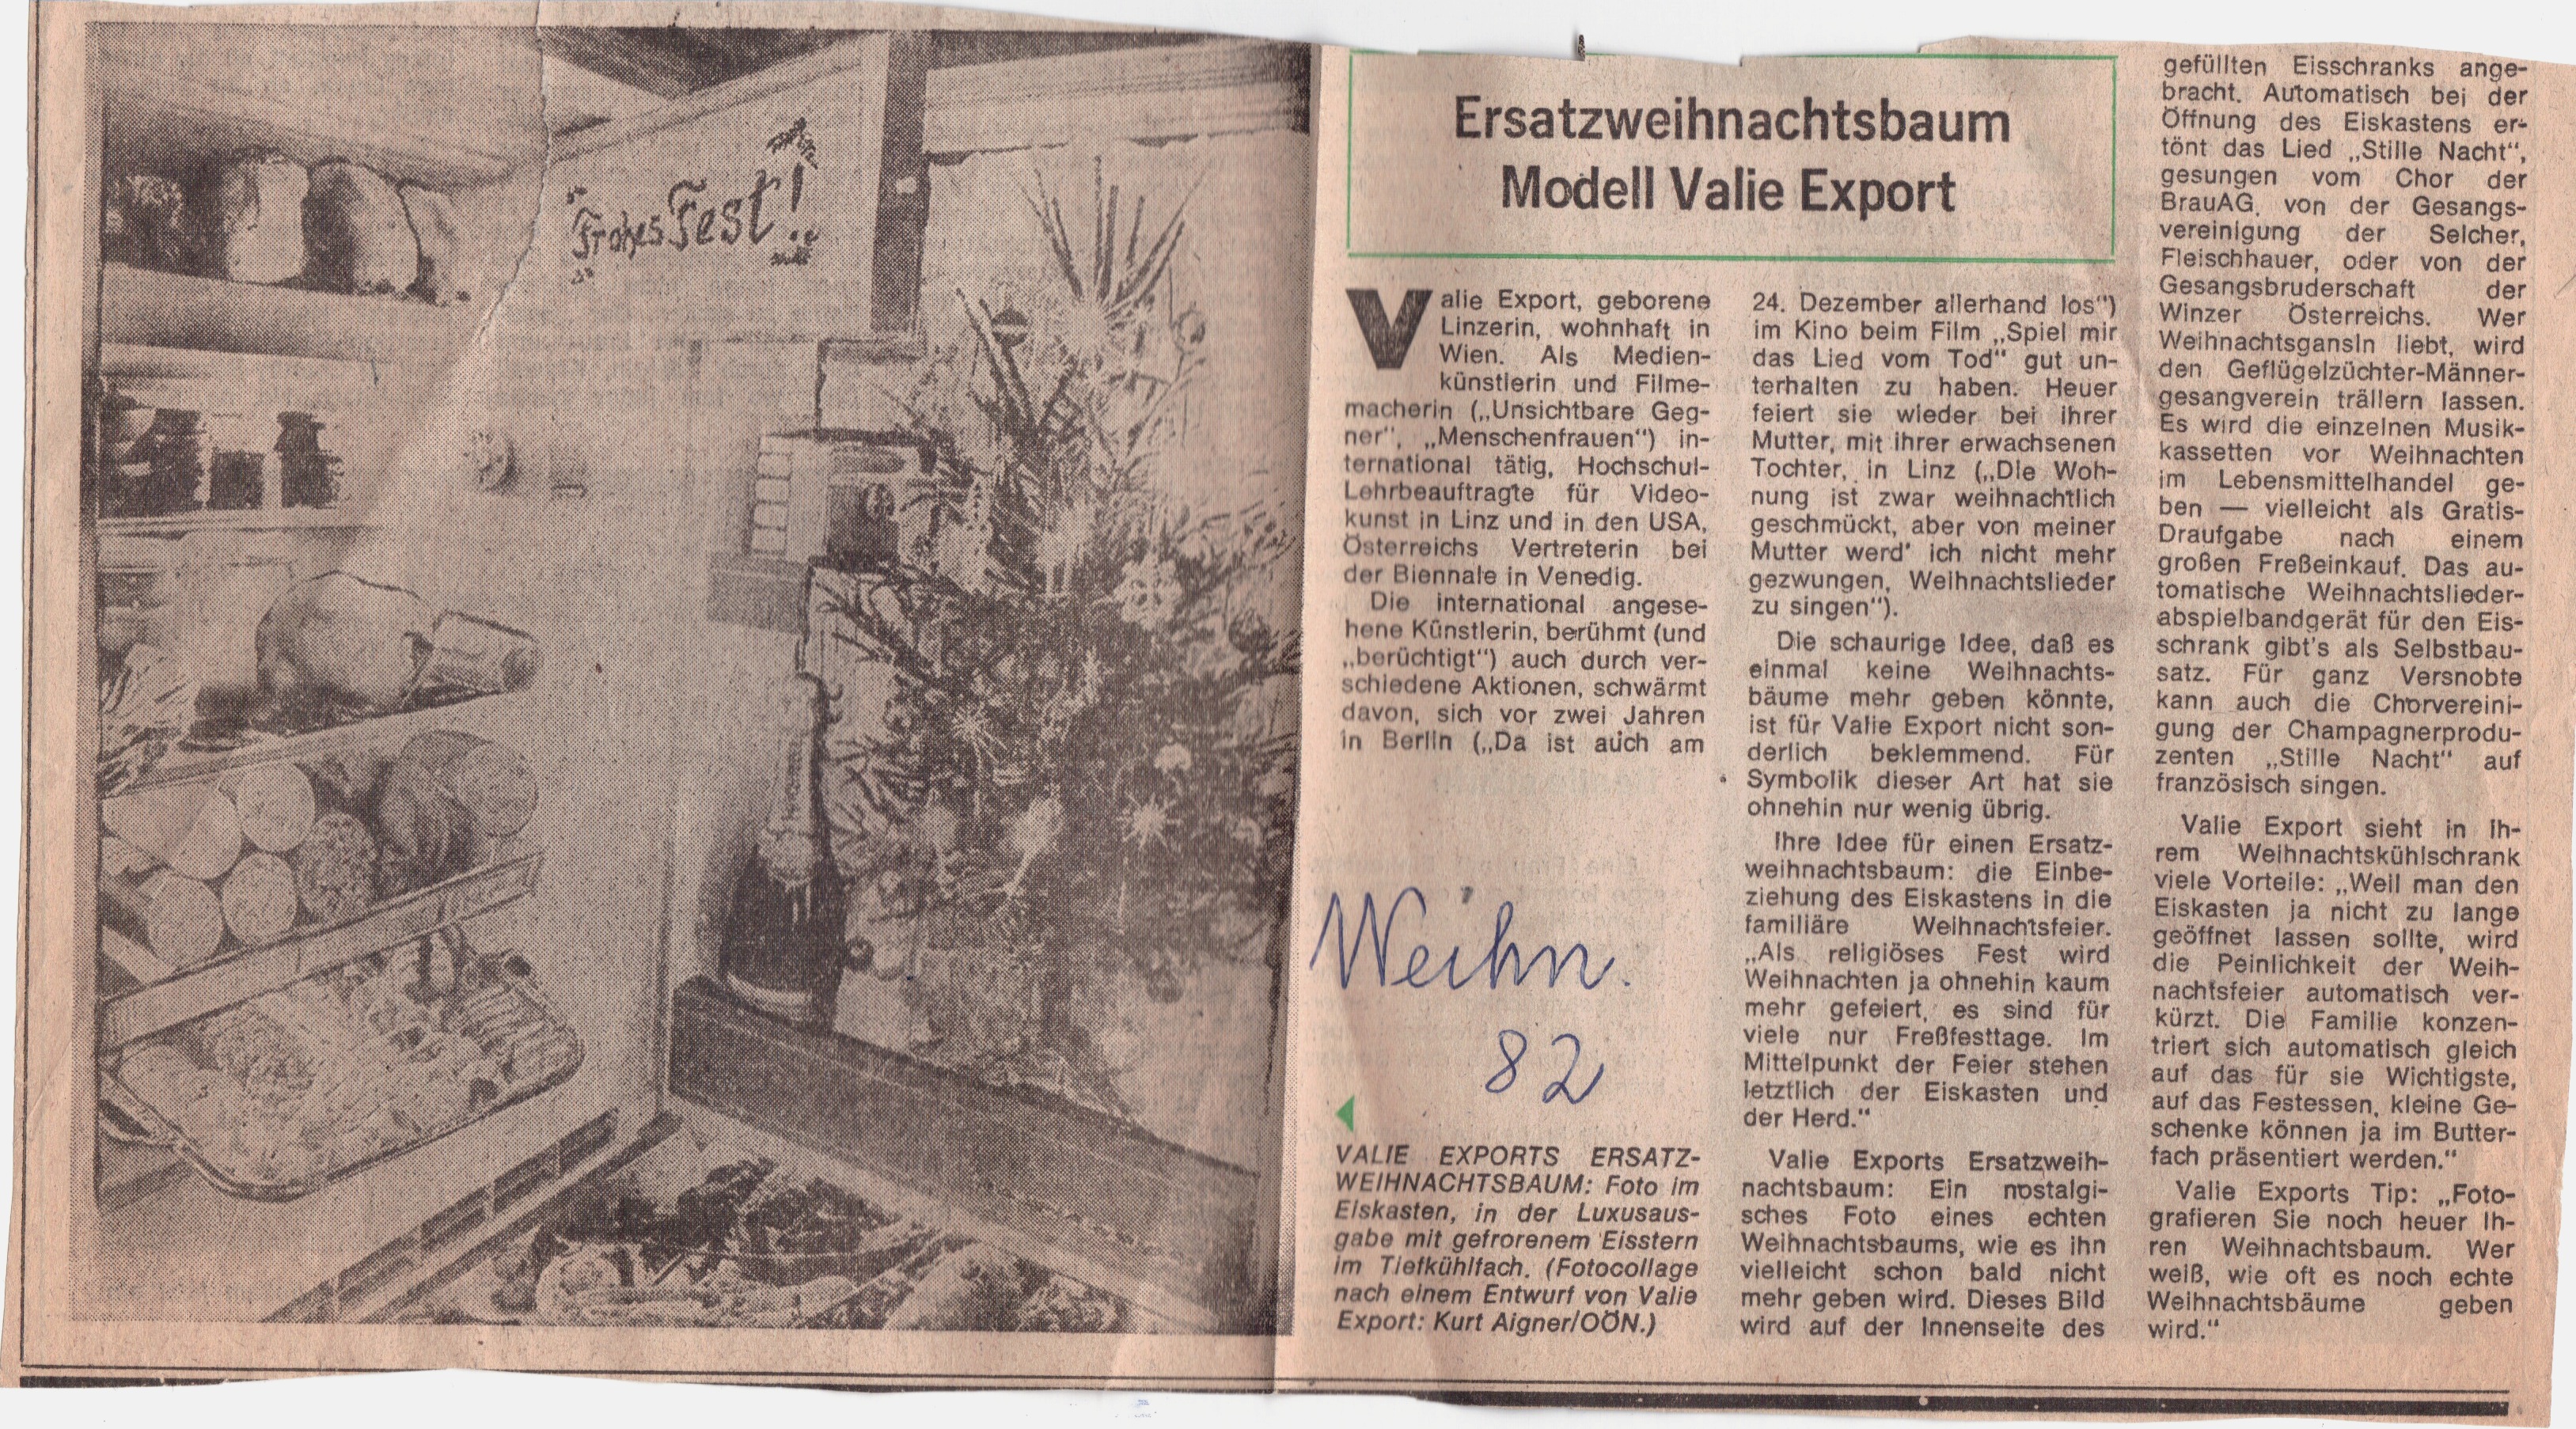 Frohes Fest!
Ersatzweihnachtsbaum
Modell Valie Export
Valie Export, geborene
Linzerin, wohnhaft in
Wien. Als Medien-
künstlerin und Filme-
macherin („Unsichtbare Geg-
ner“, „Menschenfrauen“) in-
ternational tätig, Hochschul-
Lehrbeauftragte für Video-
kunst in Linz und in den USA,
Österreichs Vertreterin bei
der Biennale in Venedig.
Die international angese-
hene Künstlerin, berühmt (und
„berüchtigt“) auch durch ver-
schiedene Aktionen, schwärmt
davon, sich vor zwei Jahren
in Berlin („Da ist auch am
Weihn.
82
VALIE EXPORTS ERSATZ-
WEIHNACHTSBAUM: Foto im
Eiskasten, in der Luxusaus-
gabe mit gefrorenem Eisstern
im Tiefkühlfach. (Fotocollage
nach einem Entwurf von Valie
Export: Kurt Aigner/OÖN.)
24. Dezember allerhand los“)
im Kino beim Film „Spiel mir
das Lied vom Tod“ gut un-
terhalten zu haben. Heuer
feiert sie wieder bei ihrer
Mutter, mit ihrer erwachsenen
Tochter, in Linz („Die Woh-
nung ist zwar weihnachtlich
geschmückt, aber von meiner
Mutter werd' ich nicht mehr
gezwungen, Weihnachtslieder
zu singen“).
Die schaurige Idee, daß es
einmal keine Weihnachts-
bäume mehr geben könnte,
ist für Valie Export nicht son-
derlich beklemmend. Für
Symbolik dieser Art hat sie
ohnehin nur wenig übrig.
Ihre Idee für einen Ersatz-
weihnachtsbaum: die Einbe-
ziehung des Eiskastens in die
familiäre Weihnachtsfeier.
„Als religiöses Fest wird
Weihnachten ja ohnehin kaum
mehr gefeiert, es sind für
viele nur Freßfesttage. Im
Mittelpunkt der Feier stehen
letztlich der Eiskasten und
der Herd.“
Valie Exports Ersatzweih-
nachtsbaum: Ein nostalgi-
sches Foto eines echten
Weihnachtsbaums, wie es ihn
vielleicht schon bald nicht
mehr geben wird. Dieses Bild
wird auf der Innenseite des
gefüllten Eisschranks ange-
bracht. Automatisch bei der
Öffnung des Eiskastens er-
tönt das Lied „Stille Nacht“,
gesungen vom Chor der
BrauAG, von der Gesangs-
vereinigung der Selcher,
Fleischhauer, oder von der
Gesangsbruderschaft der
Winzer Österreichs. Wer
Weihnachtsgansln liebt, wird
den Geflügelzüchter-Männer-
gesangverein trällern lassen.
Es wird die einzelnen Musik-
kassetten vor Weihnachten
im Lebensmittelhandel ge-
ben — vielleicht als Gratis-
Draufgabe nach einem
großen Freßeinkauf. Das au-
tomatische Weihnachtslieder-
abspielbandgerät für den Eis-
schrank gibt's als Selbstbau-
satz. Für ganz Versnobte
kann auch die Chorvereini-
gung der Champagnerprodu-
zenten „Stille Nacht“ auf
französisch singen.
Valie Export sieht in ih-
rem Weihnachtskühlschrank
viele Vorteile: „Weil man den
Eiskasten ja nicht zu lange
geöffnet lassen sollte, wird
die Peinlichkeit der Weih-
nachtsfeier automatisch ver-
kürzt. Die Familie konzen-
triert sich automatisch gleich
auf das für sie Wichtigste,
auf das Festessen, kleine Ge-
schenke können ja im Butter-
fach präsentiert werden.“
Valie Exports Tip: „Foto-
grafieren Sie noch heuer Ih-
ren Weihnachtsbaum. Wer
weiß, wie oft es noch echte
Weihnachtsbäume geben
wird.“